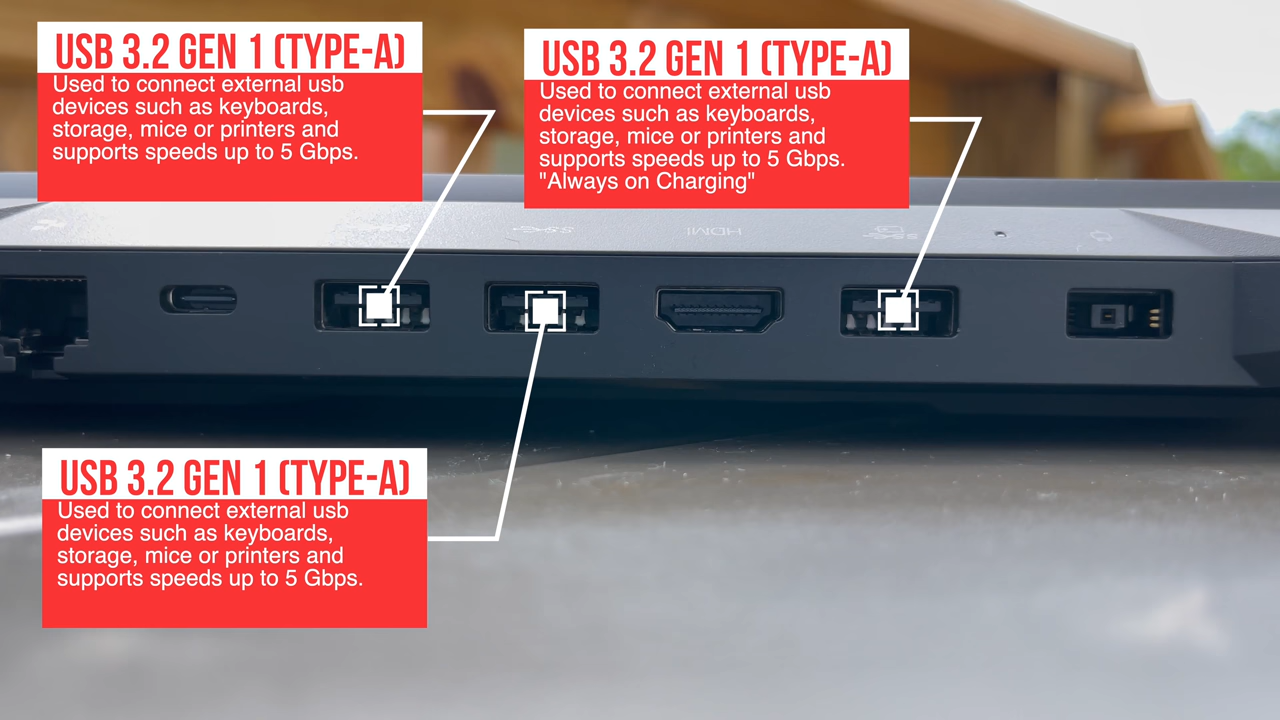 USB 3.2 GEN 1 (TYPE-A)
Used to connect external usb
devices such as keyboards,
storage, mice or printers and
supports speeds up to 5 Gbps.
USB 3.2 GEN 1 (TYPE-A)
Used to connect external usb
devices such as keyboards,
storage, mice or printers and
supports speeds up to 5 Gbps.
"Always on Charging"
HDMI
USB 3.2 GEN 1 (TYPE-A)
Used to connect external usb
devices such as keyboards,
storage, mice or printers and
supports speeds up to 5 Gbps.